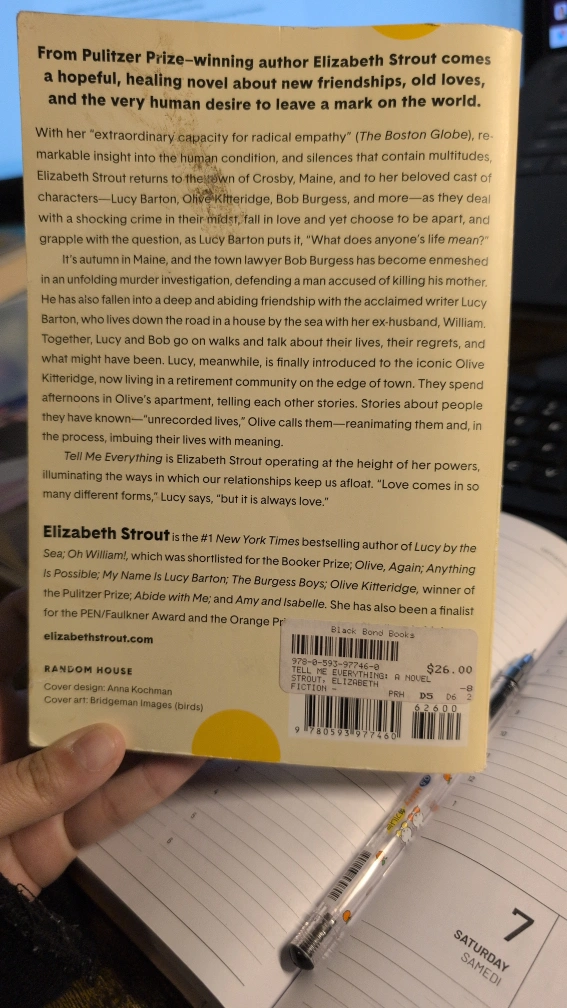 From Pulitzer Prize–winning author Elizabeth Strout comes
a hopeful, healing novel about new friendships, old loves,
and the very human desire to leave a mark on the world.
With her "extraordinary capacity for radical empathy" (The Boston Globe), re-
markable insight into the human condition, and silences that contain multitudes,
Elizabeth Strout returns to the town of Crosby, Maine, and to her beloved cast of
characters—Lucy Barton, Olive Kitteridge, Bob Burgess, and more—as they deal
with a shocking crime in their midst, fall in love and yet choose to be apart, and
grapple with the question, as Lucy Barton puts it, "What does anyone's life mean?"
It's autumn in Maine, and the town lawyer Bob Burgess has become enmeshed
in an unfolding murder investigation, defending a man accused of killing his mother.
He has also fallen into a deep and abiding friendship with the acclaimed writer Lucy
Barton, who lives down the road in a house by the sea with her ex-husband, William.
Together, Lucy and Bob go on walks and talk about their lives, their regrets, and
what might have been. Lucy, meanwhile, is finally introduced to the iconic Olive
Kitteridge, now living in a retirement community on the edge of town. They spend
afternoons in Olive's apartment, telling each other stories. Stories about people
they have known—"unrecorded lives," Olive calls them—reanimating them and, in
the process, imbuing their lives with meaning.
Tell Me Everything is Elizabeth Strout operating at the height of her powers,
illuminating the ways in which our relationships keep us afloat. "Love comes in so
many different forms," Lucy says, "but it is always love."
Elizabeth Strout is the #1 New York Times bestselling author of Lucy by the
Sea; Oh William!, which was shortlisted for the Booker Prize; Olive, Again; Anything
Is Possible; My Name Is Lucy Barton; The Burgess Boys; Olive Kitteridge, winner of
the Pulitzer Prize; Abide with Me; and Amy and Isabelle. She has also been a finalist
for the PEN/Faulkner Award and the Orange
elizabethstrout.com
RANDOM HOUSE
Cover design: Anna Kochman
Cover art: Bridgeman Images (birds)
Black Bond Books
978-0-593-97746-0 $26.00
TELL ME EVERYTHING: A NOVEL
STROUT, ELIZABETH -8
FICTION - PRH D5 D6 2
62600
9 780593 977460
7
SATURDAY
SAMEDI